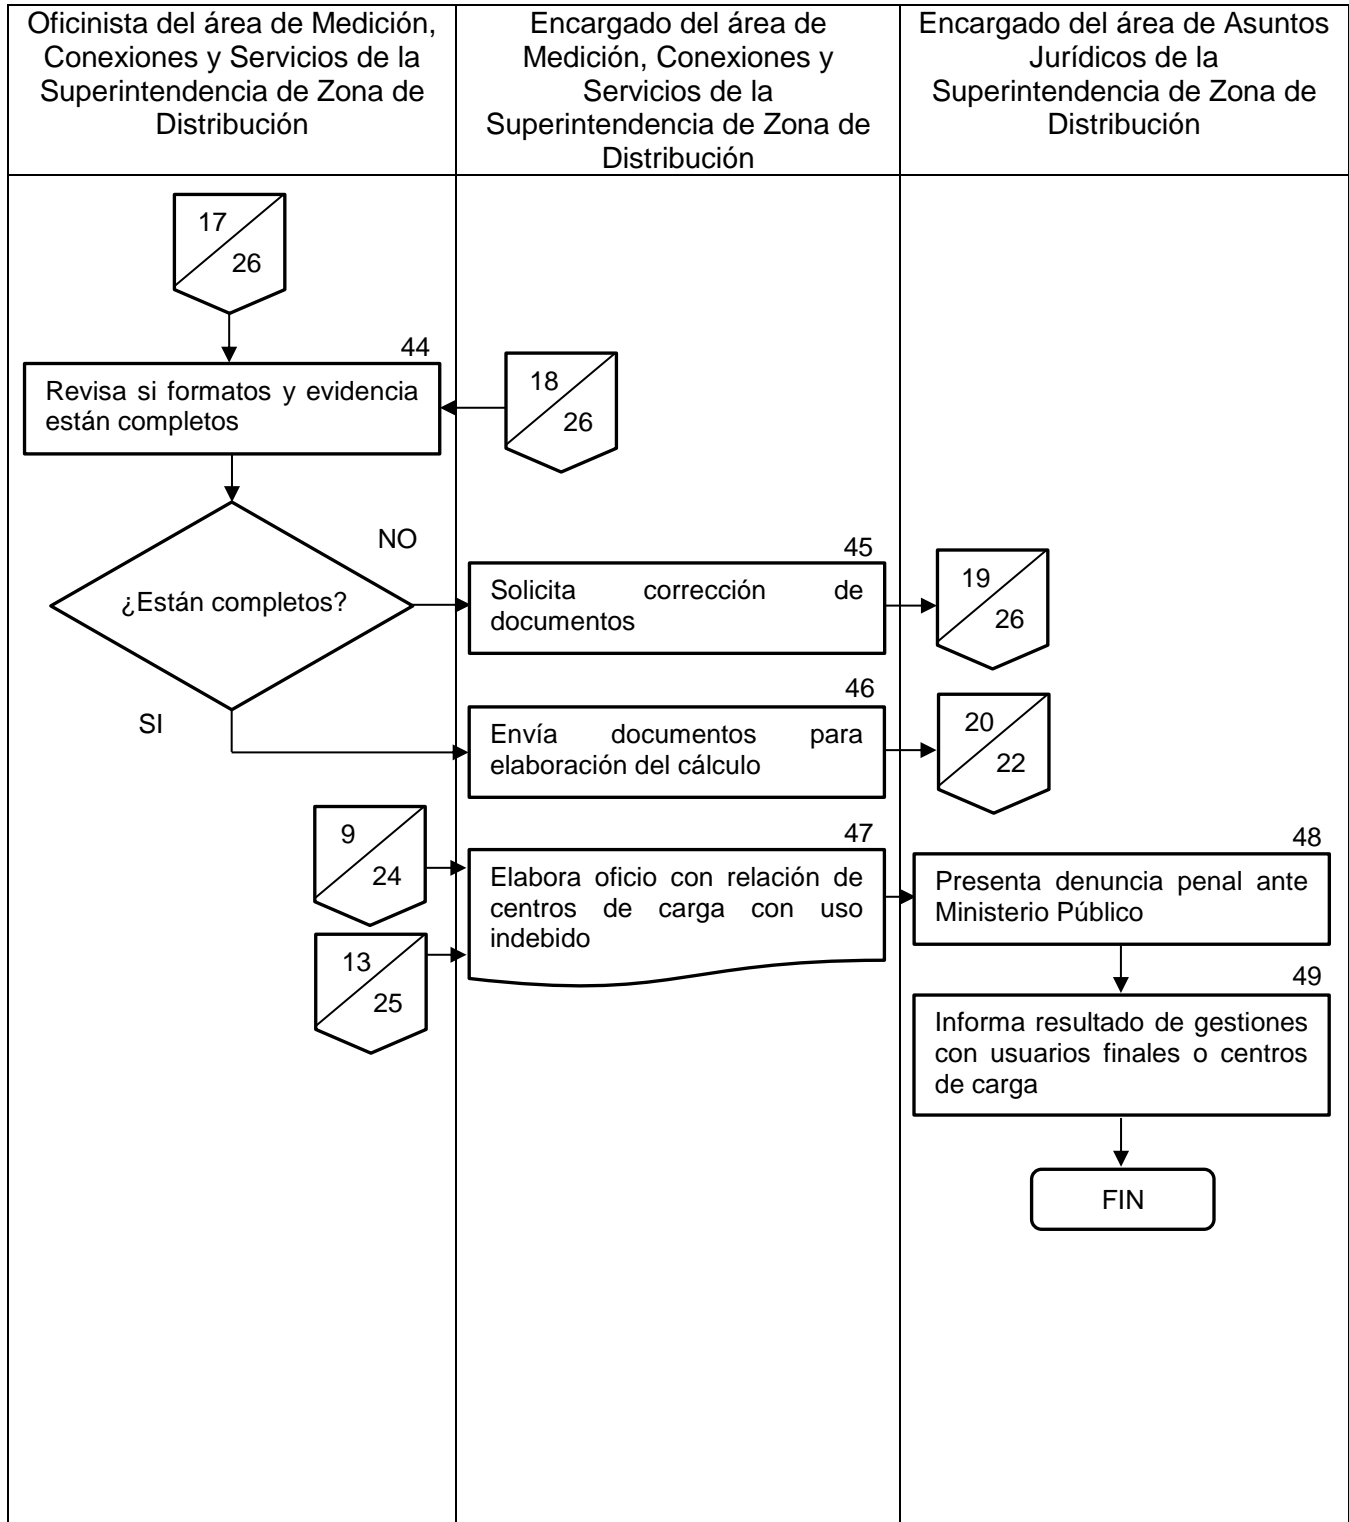 Oficinista del área de Medición,
Conexiones y Servicios de la
Superintendencia de Zona de
Distribución
Encargado del área de
Medición, Conexiones y
Servicios de la
Superintendencia de Zona de
Distribución
Encargado del área de Asuntos
Jurídicos de la
Superintendencia de Zona de
Distribución
17
26
44
Revisa si formatos y evidencia
están completos
18
26
¿Están completos?
NO
SI
45
Solicita corrección de
documentos
19
26
46
Envía documentos para
elaboración del cálculo
20
22
9
24
13
25
47
Elabora oficio con relación de
centros de carga con uso
indebido
48
Presenta denuncia penal ante
Ministerio Público
49
Informa resultado de gestiones
con usuarios finales o centros
de carga
FIN